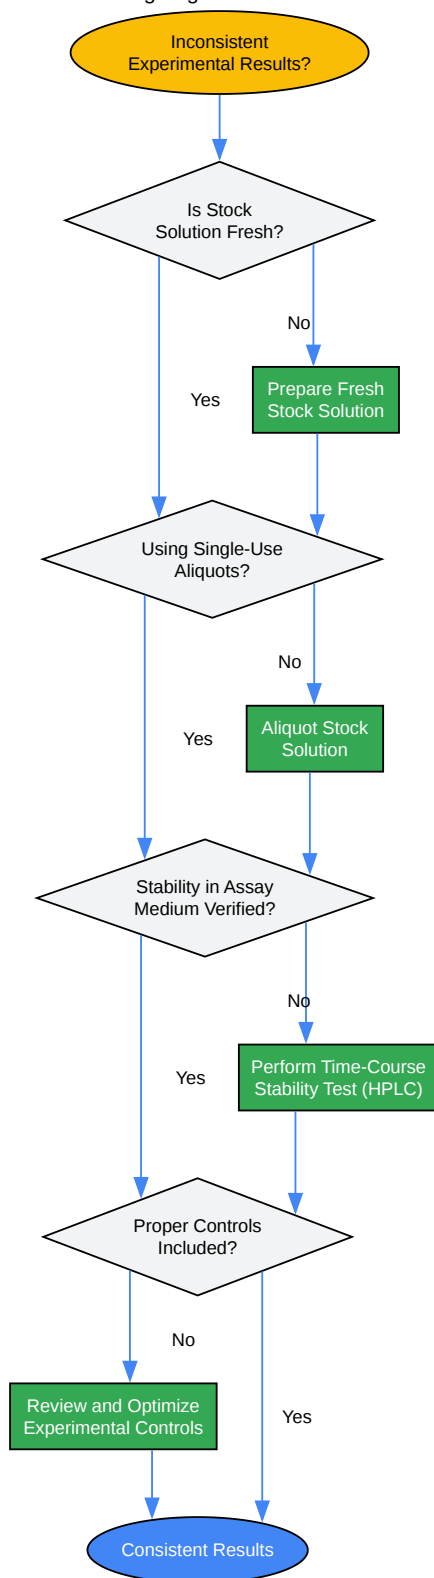 Inconsistent
Experimental Results?
Is Stock
Solution Fresh?
No
Yes
Prepare Fresh
Stock Solution
Using Single-Use
Aliquots?
No
Yes
Aliquot Stock
Solution
Stability in Assay
Medium Verified?
No
Yes
Perform Time-Course
Stability Test (HPLC)
Proper Controls
Included?
No
Review and Optimize
Experimental Controls
Yes
Consistent Results